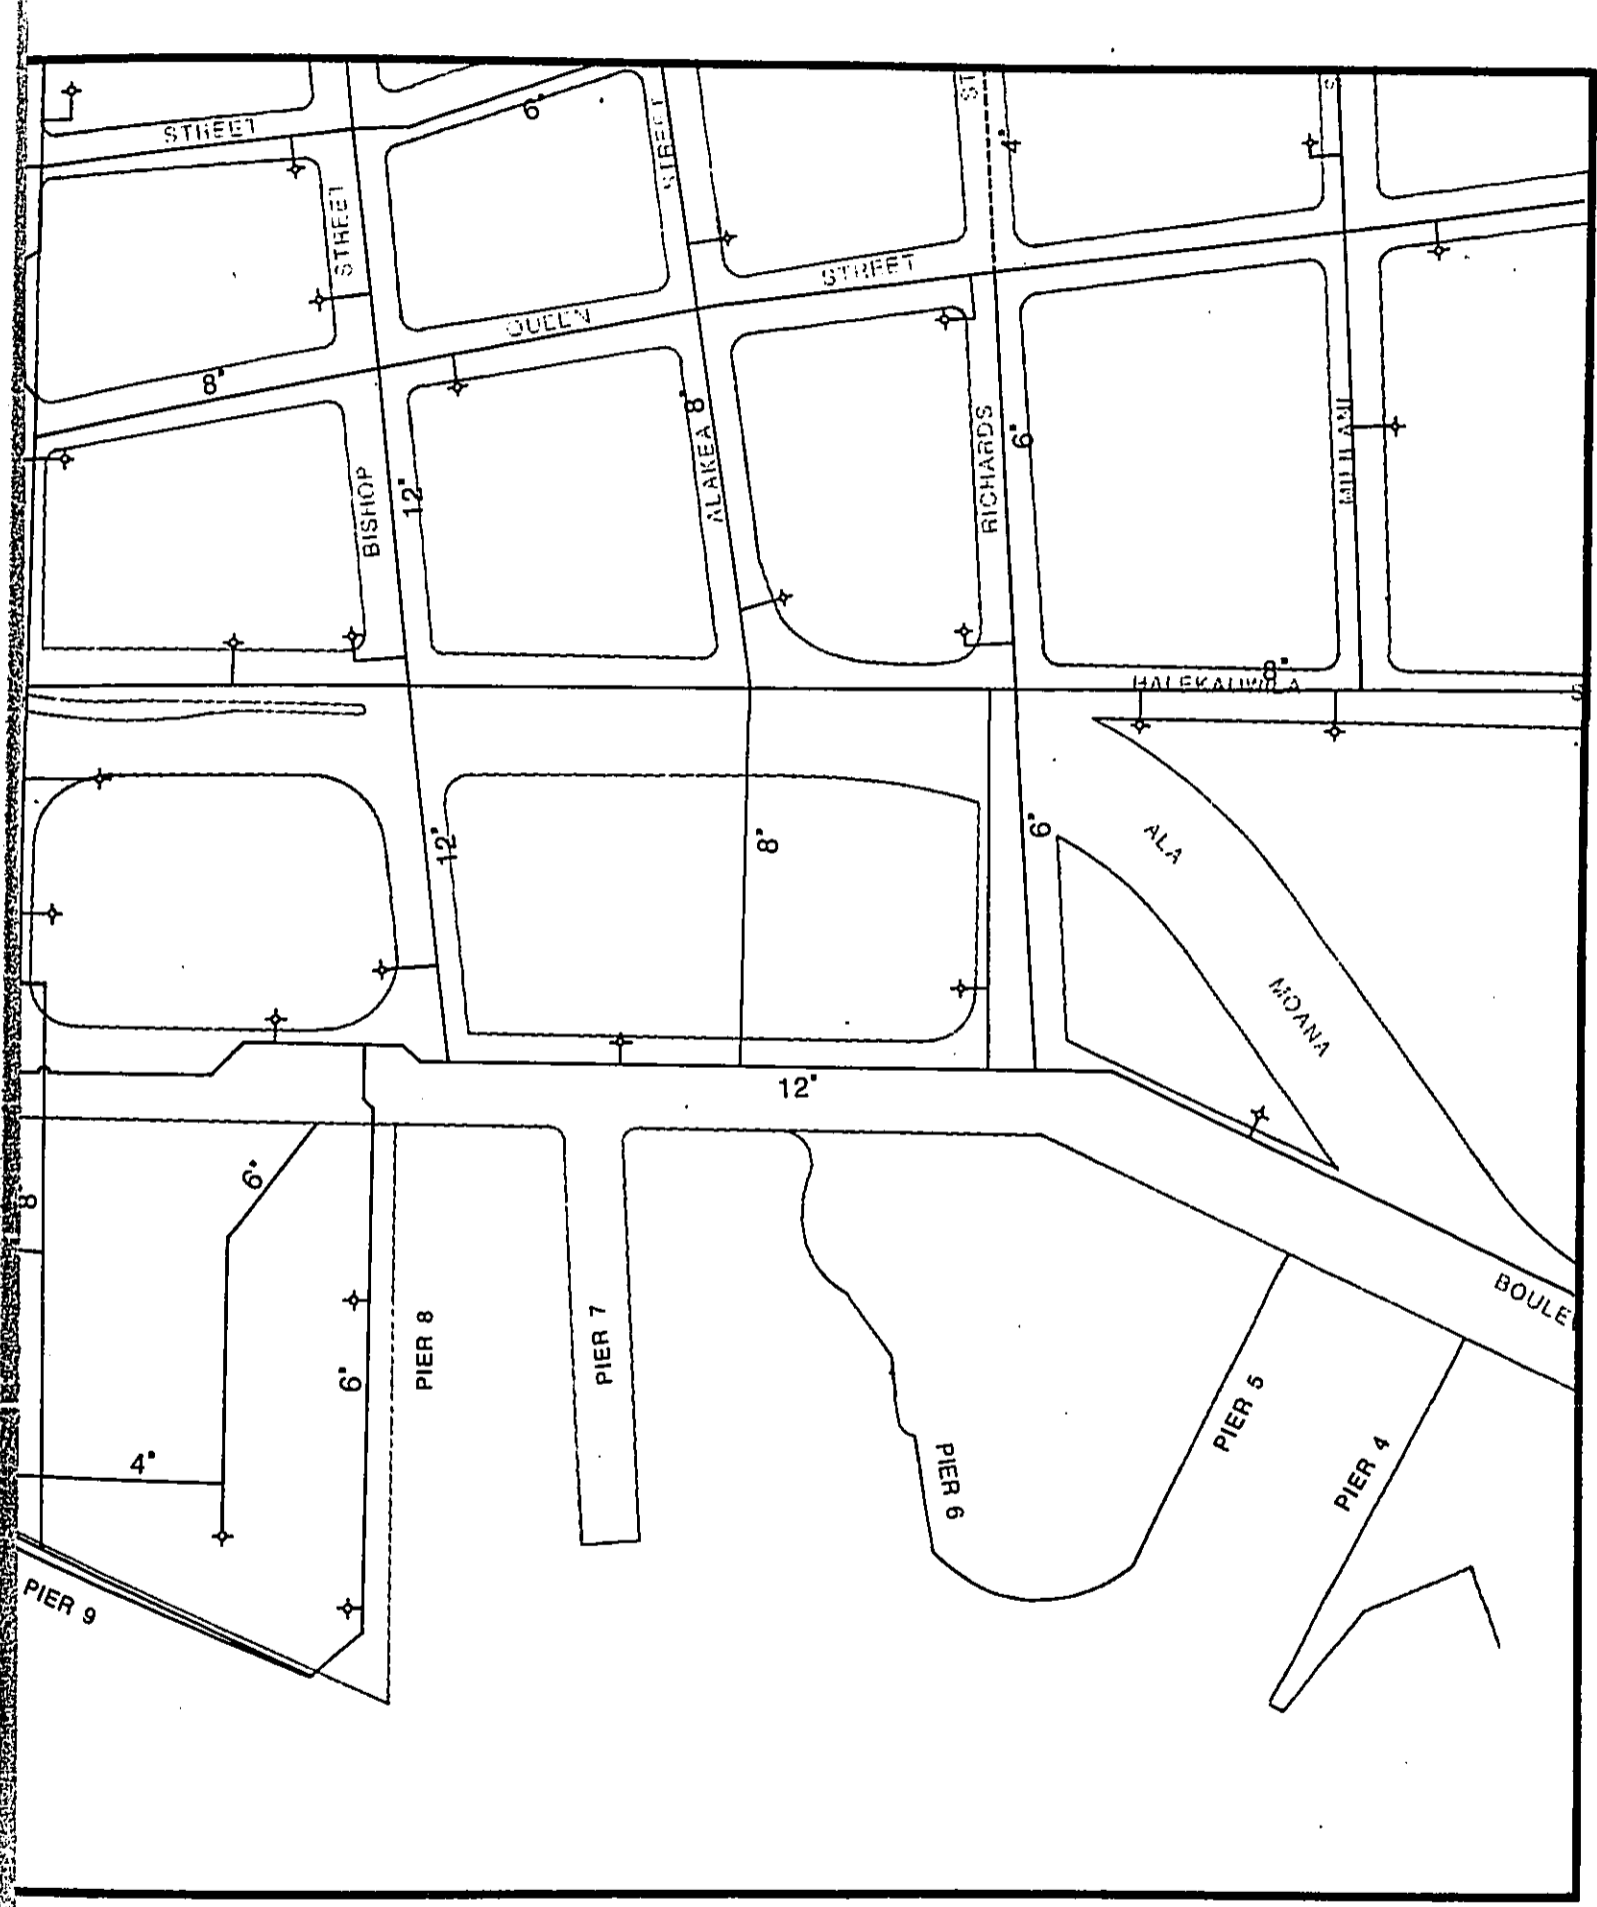 STREET
6"
STREET
ST
4"
S
STREET
STREET
QUEEN
8"
8"
ALAKEA
RICHARDS
6"
MILILANI
BISHOP
12"
8"
HALEKAUWILA
S
12"
8"
6"
ALA
MOANA
12"
6"
8
BOULE
PIER 8
PIER 7
6"
PIER 5
PIER 4
PIER 6
4"
PIER 9